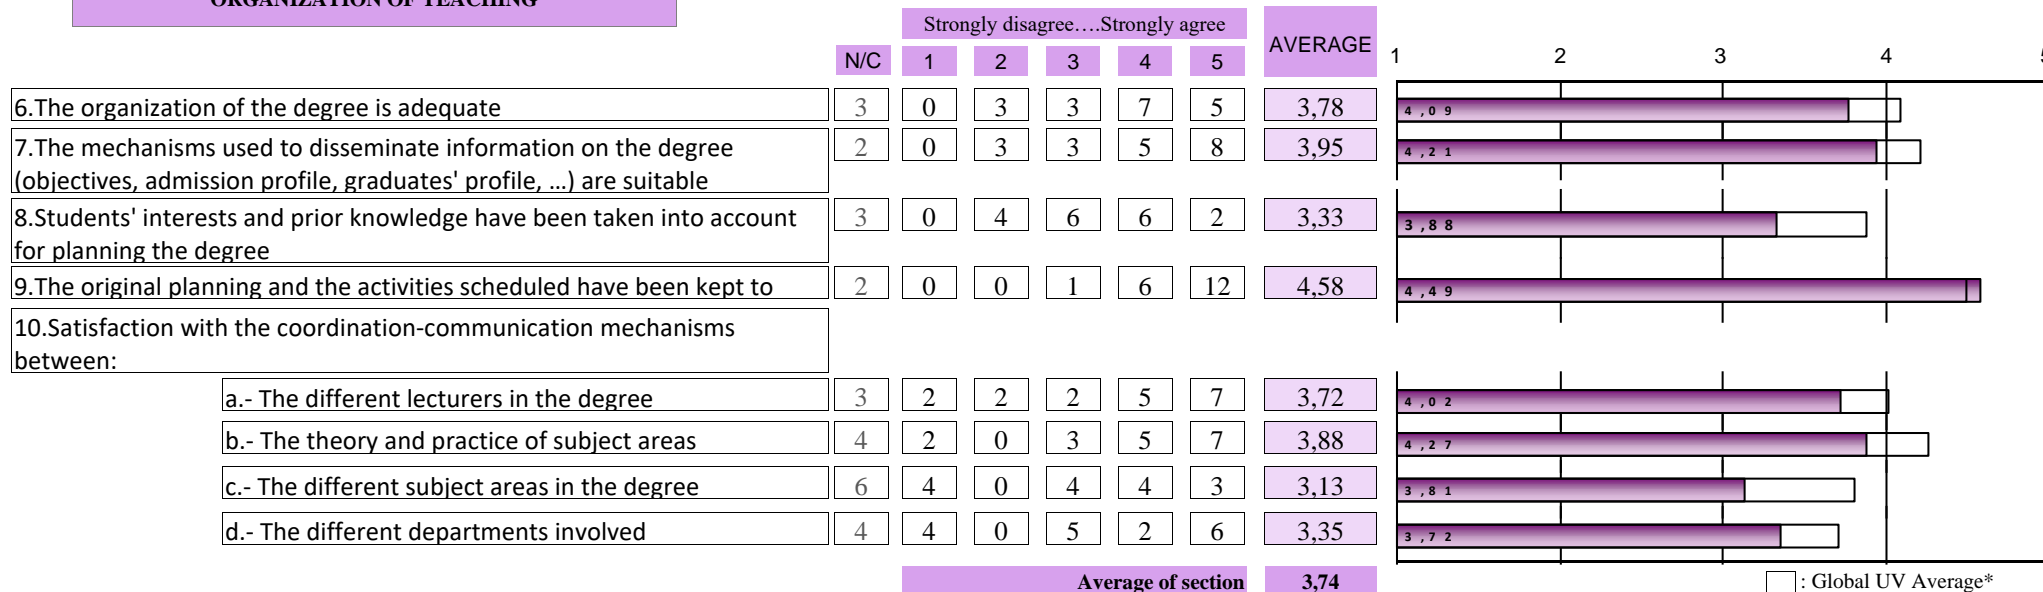 ORGANIZATION OF TEACHING
Strongly disagree….Strongly agree
AVERAGE
N/C 1 2 3 4 5
1 2 3 4 5
6.The organization of the degree is adequate 3 0 3 3 7 5 3,78 4,09
7.The mechanisms used to disseminate information on the degree 2 0 3 3 5 8 3,95 4,21
(objectives, admission profile, graduates' profile, …) are suitable
8.Students' interests and prior knowledge have been taken into account 3 0 4 6 6 2 3,33 3,88
for planning the degree
9.The original planning and the activities scheduled have been kept to 2 0 0 1 6 12 4,58 4,49
10.Satisfaction with the coordination-communication mechanisms
between:
a.- The different lecturers in the degree 3 2 2 2 5 7 3,72 4,02
b.- The theory and practice of subject areas 4 2 0 3 5 7 3,88 4,27
c.- The different subject areas in the degree 6 4 0 4 4 3 3,13 3,81
d.- The different departments involved 4 4 0 5 2 6 3,35 3,72
Average of section 3,74
: Global UV Average*